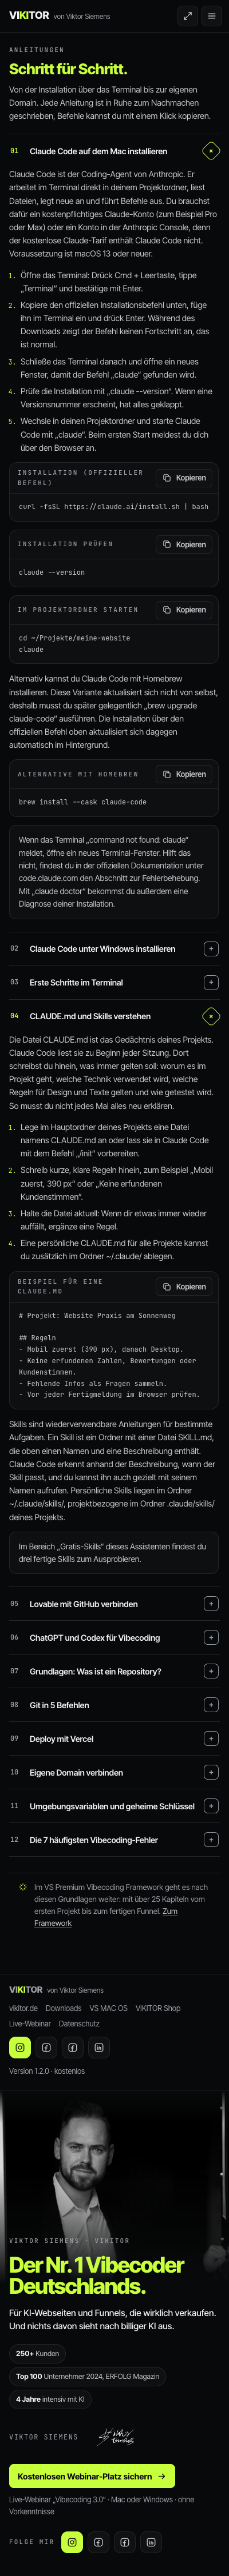 VIKITOR von Viktor Siemens
ANLEITUNGEN
Schritt für Schritt.
Von der Installation über das Terminal bis zur eigenen
Domain. Jede Anleitung ist in Ruhe zum Nachmachen
geschrieben, Befehle kannst du mit einem Klick kopieren.
01 Claude Code auf dem Mac installieren
Claude Code ist der Coding-Agent von Anthropic. Er
arbeitet im Terminal direkt in deinem Projektordner, liest
Dateien, legt neue an und führt Befehle aus. Du brauchst
dafür ein kostenpflichtiges Claude-Konto (zum Beispiel Pro
oder Max) oder ein Konto in der Anthropic Console, denn
der kostenlose Claude-Tarif enthält Claude Code nicht.
Voraussetzung ist macOS 13 oder neuer.
1. Öffne das Terminal: Drück Cmd + Leertaste, tippe
„Terminal“ und bestätige mit Enter.
2. Kopiere den offiziellen Installationsbefehl unten, füge
ihn im Terminal ein und drück Enter. Während des
Downloads zeigt der Befehl keinen Fortschritt an, das
ist normal.
3. Schließe das Terminal danach und öffne ein neues
Fenster, damit der Befehl „claude“ gefunden wird.
4. Prüfe die Installation mit „claude --version“. Wenn eine
Versionsnummer erscheint, hat alles geklappt.
5. Wechsle in deinen Projektordner und starte Claude
Code mit „claude“. Beim ersten Start meldest du dich
über den Browser an.
INSTALLATION (OFFIZIELLER
BEFEHL)
Kopieren
curl -fsSL https://claude.ai/install.sh | bash
INSTALLATION PRÜFEN
Kopieren
claude --version
IM PROJEKTORDNER STARTEN
Kopieren
cd ~/Projekte/meine-website
claude
Alternativ kannst du Claude Code mit Homebrew
installieren. Diese Variante aktualisiert sich nicht von selbst,
deshalb musst du später gelegentlich „brew upgrade
claude-code“ ausführen. Die Installation über den
offiziellen Befehl oben aktualisiert sich dagegen
automatisch im Hintergrund.
ALTERNATIVE MIT HOMEBREW
Kopieren
brew install --cask claude-code
Wenn das Terminal „command not found: claude“
meldet, öffne ein neues Terminal-Fenster. Hilft das
nicht, findest du in der offiziellen Dokumentation unter
code.claude.com den Abschnitt zur Fehlerbehebung.
Mit „claude doctor“ bekommst du außerdem eine
Diagnose deiner Installation.
02 Claude Code unter Windows installieren +
03 Erste Schritte im Terminal +
04 CLAUDE.md und Skills verstehen
Die Datei CLAUDE.md ist das Gedächtnis deines Projekts.
Claude Code liest sie zu Beginn jeder Sitzung. Dort
schreibst du hinein, was immer gelten soll: worum es im
Projekt geht, welche Technik verwendet wird, welche
Regeln für Design und Texte gelten und wie getestet wird.
So musst du nicht jedes Mal alles neu erklären.
1. Lege im Hauptordner deines Projekts eine Datei
namens CLAUDE.md an oder lass sie in Claude Code
mit dem Befehl „/init“ vorbereiten.
2. Schreib kurze, klare Regeln hinein, zum Beispiel „Mobil
zuerst, 390 px“ oder „Keine erfundenen
Kundenstimmen“.
3. Halte die Datei aktuell: Wenn dir etwas immer wieder
auffällt, ergänze eine Regel.
4. Eine persönliche CLAUDE.md für alle Projekte kannst
du zusätzlich im Ordner ~/.claude/ ablegen.
BEISPIEL FÜR EINE
CLAUDE.MD
Kopieren
# Projekt: Website Praxis am Sonnenweg
## Regeln
- Mobil zuerst (390 px), danach Desktop.
- Keine erfundenen Zahlen, Bewertungen oder
Kundenstimmen.
- Fehlende Infos als Fragen sammeln.
- Vor jeder Fertigmeldung im Browser prüfen.
Skills sind wiederverwendbare Anleitungen für bestimmte
Aufgaben. Ein Skill ist ein Ordner mit einer Datei SKILL.md,
die oben einen Namen und eine Beschreibung enthält.
Claude Code erkennt anhand der Beschreibung, wann der
Skill passt, und du kannst ihn auch gezielt mit seinem
Namen aufrufen. Persönliche Skills liegen im Ordner
~/.claude/skills/, projektbezogene im Ordner .claude/skills/
deines Projekts.
Im Bereich „Gratis-Skills“ dieses Assistenten findest du
drei fertige Skills zum Ausprobieren.
05 Lovable mit GitHub verbinden +
06 ChatGPT und Codex für Vibecoding +
07 Grundlagen: Was ist ein Repository? +
08 Git in 5 Befehlen +
09 Deploy mit Vercel +
10 Eigene Domain verbinden +
11 Umgebungsvariablen und geheime Schlüssel +
12 Die 7 häufigsten Vibecoding-Fehler +
Im VS Premium Vibecoding Framework geht es nach
diesen Grundlagen weiter: mit über 25 Kapiteln vom
ersten Projekt bis zum fertigen Funnel. Zum
Framework
VIKITOR von Viktor Siemens
vikitor.de Downloads VS MAC OS VIKITOR Shop
Live-Webinar Datenschutz
Version 1.2.0 · kostenlos
VIKTOR SIEMENS · VIKITOR
Der Nr. 1 Vibecoder
Deutschlands.
Für KI-Webseiten und Funnels, die wirklich verkaufen.
Und nichts davon sieht nach billiger KI aus.
250+ Kunden
Top 100 Unternehmer 2024, ERFOLG Magazin
4 Jahre intensiv mit KI
VIKTOR SIEMENS
Kostenlosen Webinar-Platz sichern →
Live-Webinar „Vibecoding 3.0“ · Mac oder Windows · ohne
Vorkenntnisse
FOLGE MIR